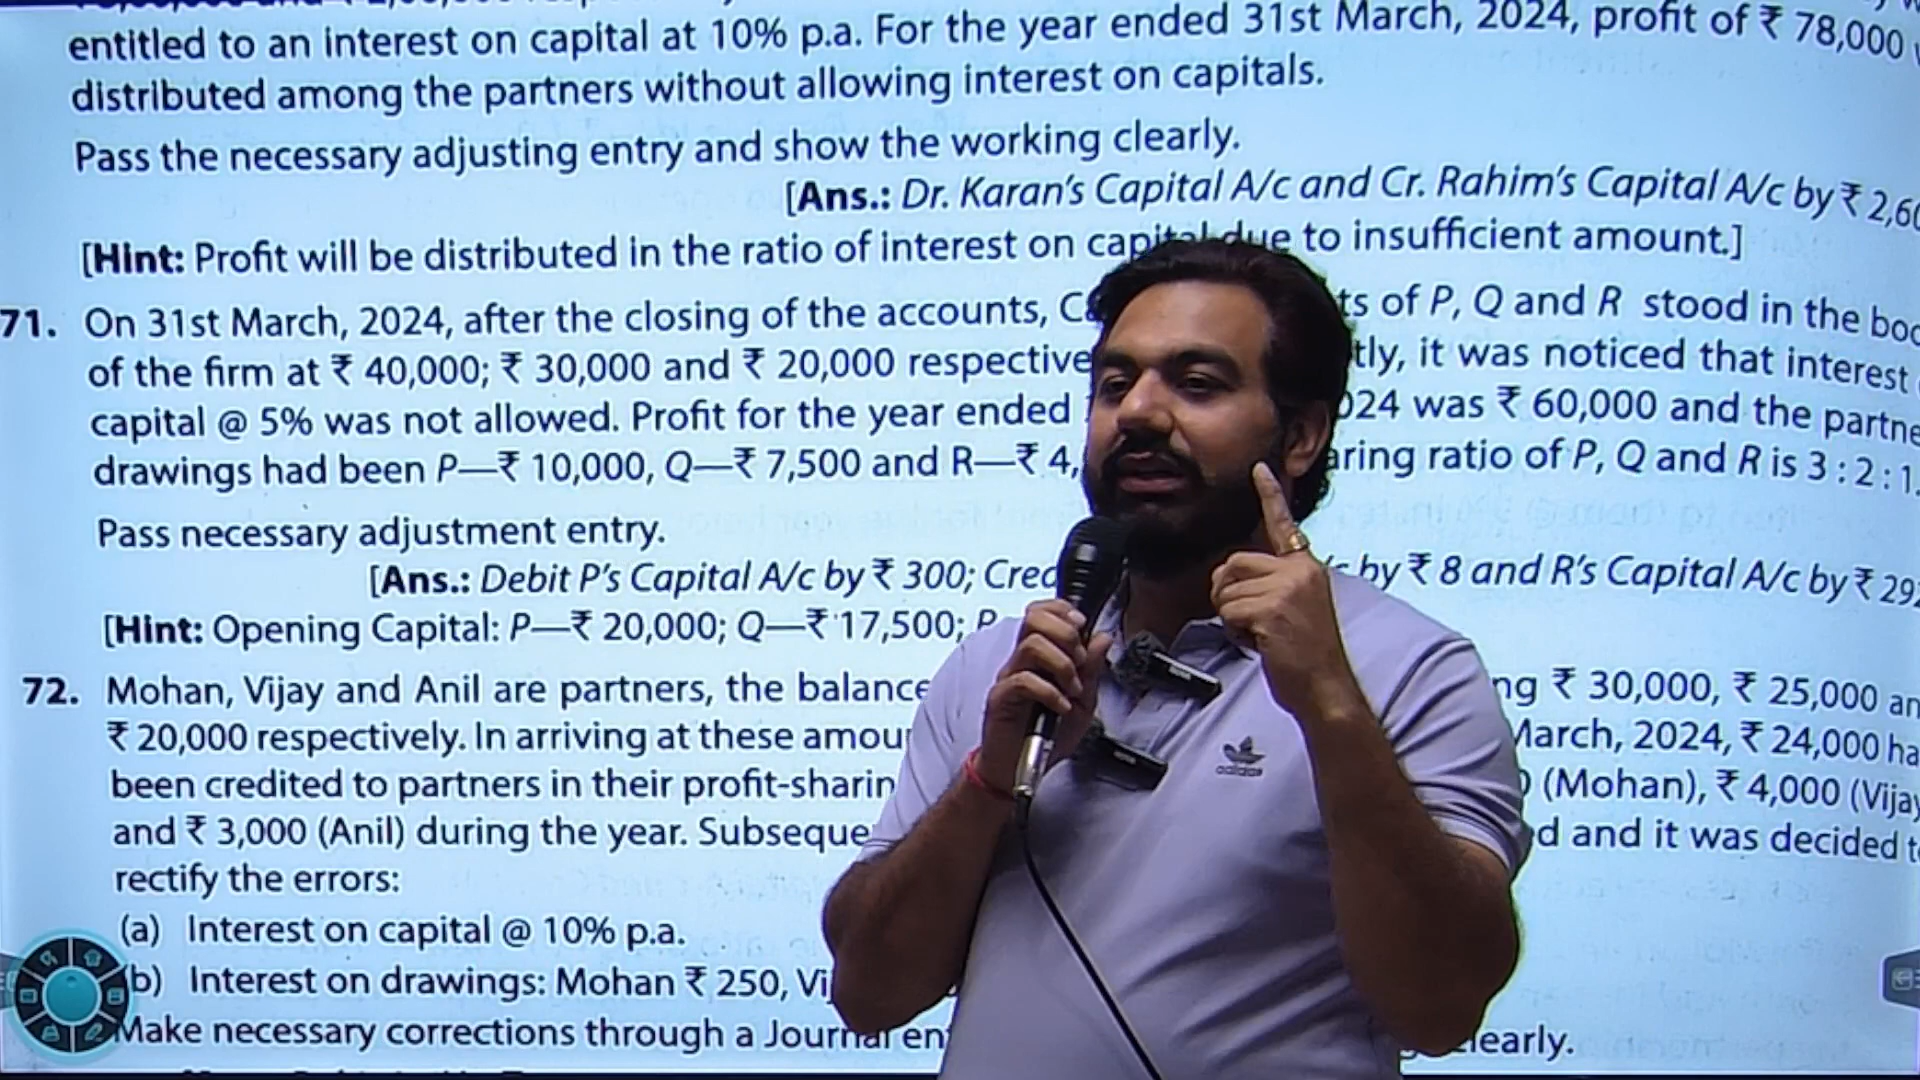 entitled to an interest on capital at 10% p.a. For the year ended 31st March, 2024, profit of ₹ 78,000
distributed among the partners without allowing interest on capitals.
Pass the necessary adjusting entry and show the working clearly.
[Ans.: Dr. Karan's Capital A/c and Cr. Rahim's Capital A/c by ₹ 2,60
[Hint: Profit will be distributed in the ratio of interest on capital due to insufficient amount.]
71. On 31st March, 2024, after the closing of the accounts, ts of P, Q and R stood in the boo
of the firm at ₹ 40,000; ₹ 30,000 and ₹ 20,000 respective tly, it was noticed that interest
capital @ 5% was not allowed. Profit for the year ended 024 was ₹ 60,000 and the partne
drawings had been P—₹ 10,000, Q—₹ 7,500 and R—₹ 4, aring ratio of P, Q and R is 3 : 2 : 1.
Pass necessary adjustment entry.
[Ans.: Debit P's Capital A/c by ₹ 300; Cred by ₹ 8 and R's Capital A/c by ₹ 292
[Hint: Opening Capital: P—₹ 20,000; Q—₹ 17,500;
72. Mohan, Vijay and Anil are partners, the balance ng ₹ 30,000, ₹ 25,000 an
₹ 20,000 respectively. In arriving at these amou March, 2024, ₹ 24,000 ha
been credited to partners in their profit-sharin (Mohan), ₹ 4,000 (Vijay
and ₹ 3,000 (Anil) during the year. Subseque d and it was decided t
rectify the errors:
(a) Interest on capital @ 10% p.a.
b) Interest on drawings: Mohan ₹ 250, Vij
Make necessary corrections through a Journal en learly.
adidas